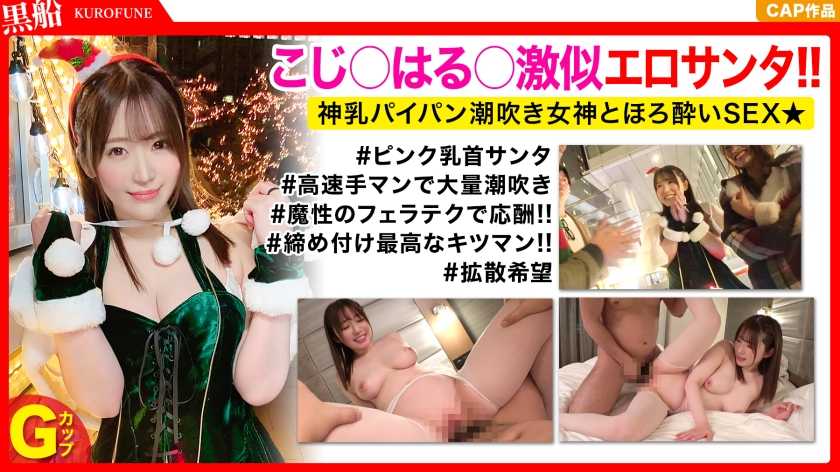 黒船 KUROFUNE
CAP作品
こじ◯はる◯激似エロサンタ!!
神乳パイパン潮吹き女神とほろ酔いSEX★
#ピンク乳首サンタ
#高速手マンで大量潮吹き
#魔性のフェラテクで応酬!!
#締め付け最高なキツマン!!
#拡散希望
Gカップ